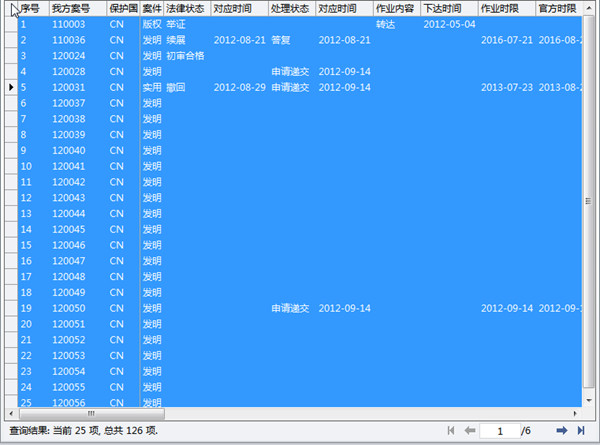 序号 我方案号 保护国 案件 法律状态 对应时间 处理状态 对应时间 作业内容 下达时间 作业时限 官方时限
1 110003 CN 版权 举证 转达 2012-05-04
2 110036 CN 发明 续展 2012-08-21 答复 2012-08-21 2016-07-21 2016-08-2
3 120024 CN 发明 初审合格
4 120028 CN 发明 申请递交 2012-09-14
5 120031 CN 实用 撤回 2012-08-29 申请递交 2012-09-14 2013-07-23 2013-08-2
6 120037 CN 发明
7 120038 CN 发明
8 120039 CN 发明
9 120040 CN 发明
10 120041 CN 发明
11 120042 CN 发明
12 120043 CN 发明
13 120044 CN 发明
14 120045 CN 发明
15 120046 CN 发明
16 120047 CN 发明
17 120048 CN 发明
18 120049 CN 发明
19 120050 CN 发明 申请递交 2012-09-14 2012-09-14 2012-09-1
20 120051 CN 发明
21 120052 CN 发明
22 120053 CN 发明
23 120054 CN 发明
24 120055 CN 发明
25 120056 CN 发明
查询结果: 当前 25 项, 总共 126 项. 1 /6